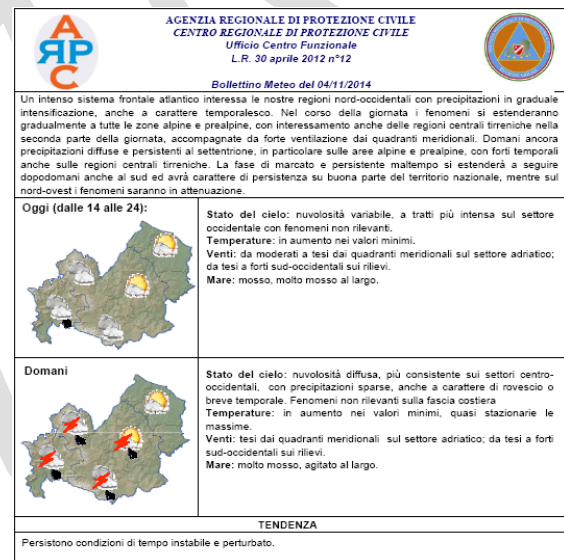 AGENZIA REGIONALE DI PROTEZIONE CIVILE
CENTRO REGIONALE DI PROTEZIONE CIVILE
Ufficio Centro Funzionale
L.R. 30 aprile 2012 n°12
Bollettino Meteo del 04/11/2014
A
RP
C
Un intenso sistema frontale atlantico interessa le nostre regioni nord-occidentali con precipitazioni in graduale
intensificazione, anche a carattere temporalesco. Nel corso della giornata i fenomeni si estenderanno
gradualmente a tutte le zone alpine e prealpine, con interessamento anche delle regioni centrali tirreniche nella
seconda parte della giornata, accompagnate da forte ventilazione dai quadranti meridionali. Domani ancora
precipitazioni diffuse e persistenti al settentrione, in particolare sulle aree alpine e prealpine, con forti temporali
anche sulle regioni centrali tirreniche. La fase di marcato e persistente maltempo si estenderà a seguire
dopodomani anche al sud ed avrà carattere di persistenza su buona parte del territorio nazionale, mentre sul
nord-ovest i fenomeni saranno in attenuazione.
Oggi (dalle 14 alle 24):
Stato del cielo: nuvolosità variabile, a tratti più intensa sul settore
occidentale con fenomeni non rilevanti.
Temperature: in aumento nei valori minimi.
Venti: da moderati a tesi dai quadranti meridionali sul settore adriatico;
da tesi a forti sud-occidentali sui rilievi.
Mare: mosso, molto mosso al largo.
Domani
Stato del cielo: nuvolosità diffusa, più consistente sui settori centro-
occidentali, con precipitazioni sparse, anche a carattere di rovescio o
breve temporale. Fenomeni non rilevanti sulla fascia costiera
Temperature: in aumento nei valori minimi, quasi stazionarie le
massime.
Venti: tesi dai quadranti meridionali sul settore adriatico; da tesi a forti
sud-occidentali sui rilievi.
Mare: molto mosso, agitato al largo.
TENDENZA
Persistono condizioni di tempo instabile e perturbato.